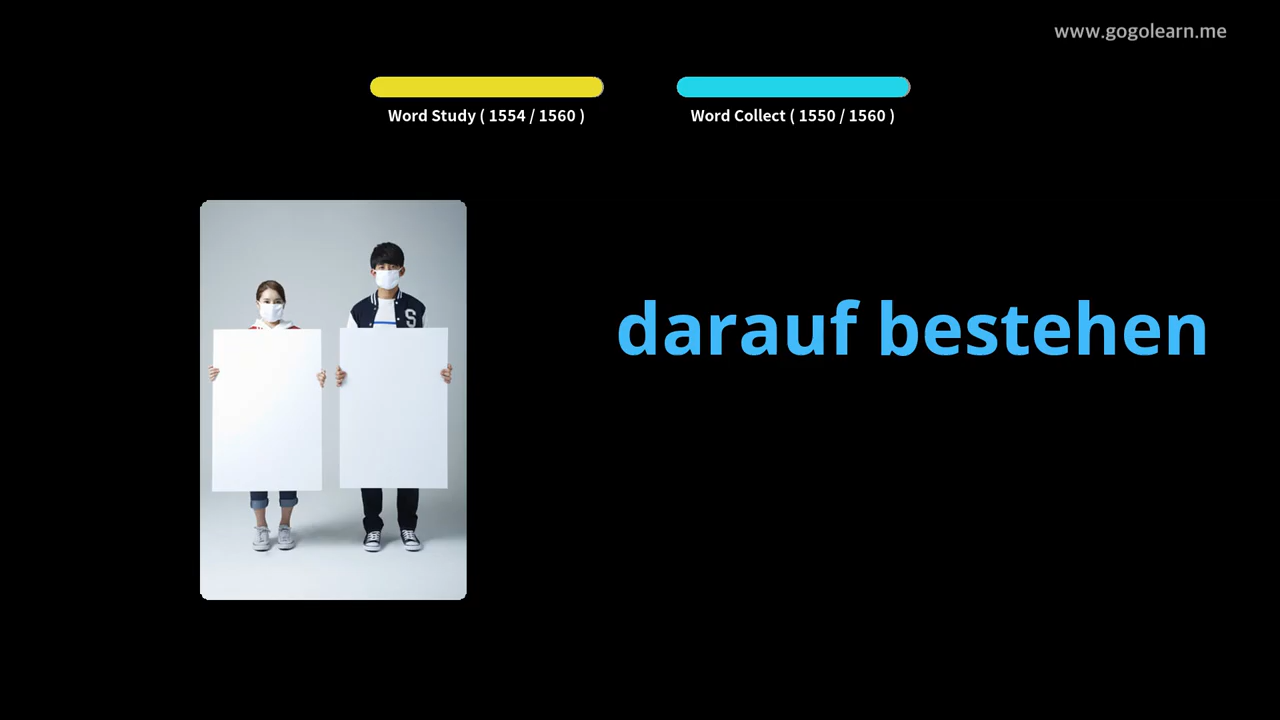 www.gogolearn.me
Word Study ( 1554 / 1560 )
Word Collect ( 1550 / 1560 )
S
darauf bestehen